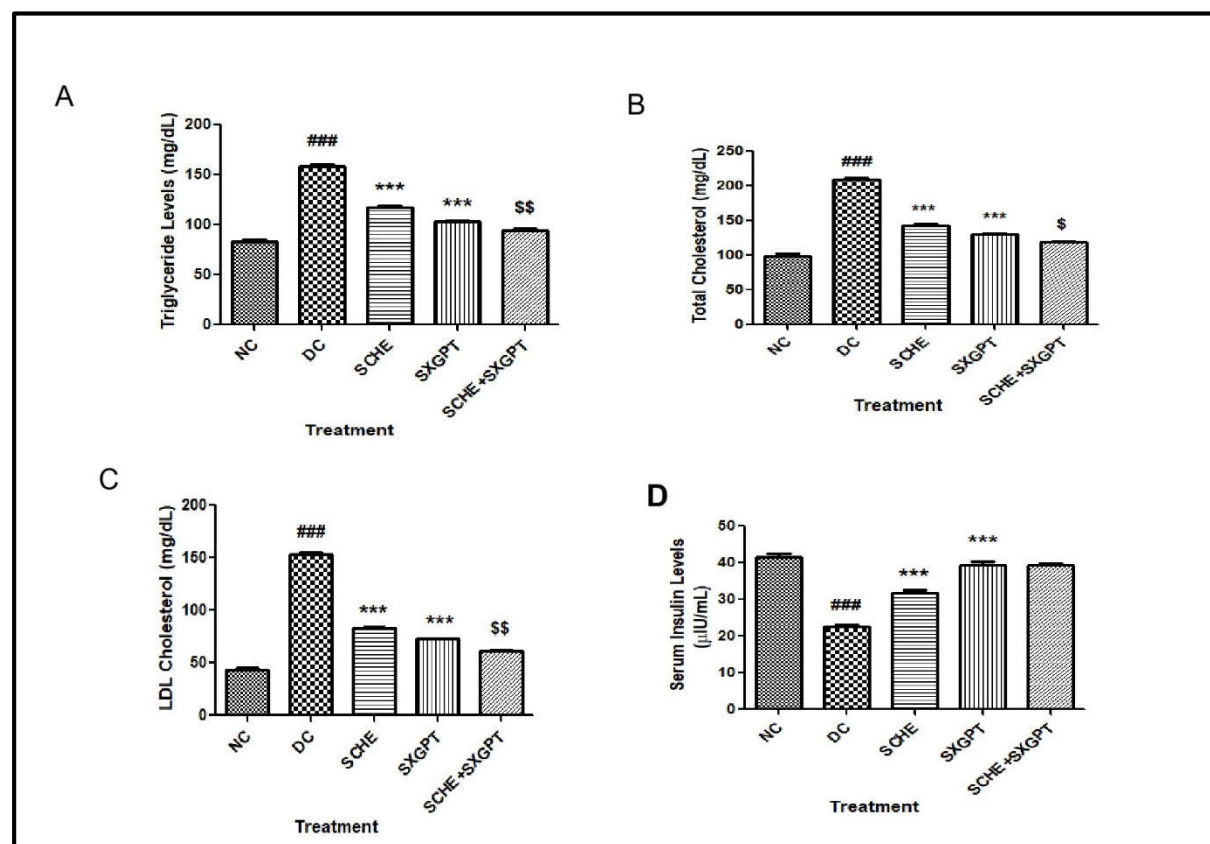 A
Triglyceride Levels (mg/dL)
200
150
100
50
0
###
***
***
$$
NC
DC
SCHE
SXGPT
SCHE+SXGPT
Treatment
B
Total Cholesterol (mg/dL)
250
200
150
100
50
0
###
***
***
$
NC
DC
SCHE
SXGPT
SCHE+SXGPT
Treatment
C
LDL Cholesterol (mg/dL)
200
150
100
50
0
###
***
***
$$
NC
DC
SCHE
SXGPT
SCHE+SXGPT
Treatment
D
Serum Insulin Levels
(µIU/mL)
50
40
30
20
10
0
###
***
***
NC
DC
SCHE
SXGPT
SCHE+SXGPT
Treatment